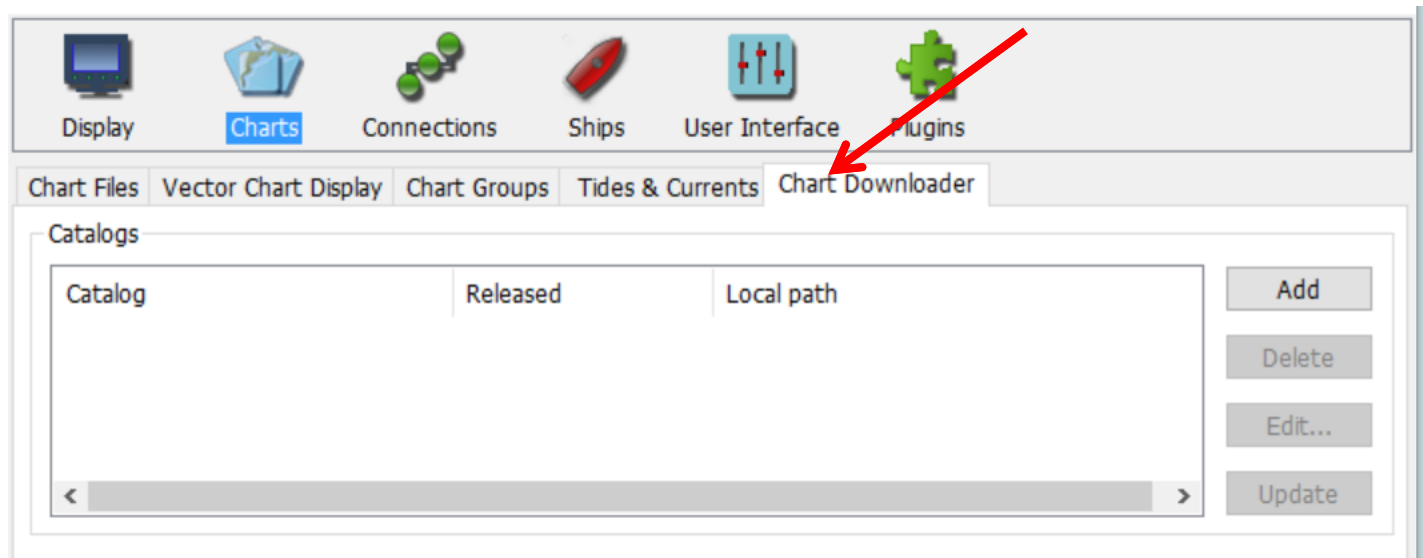 Display Charts Connections Ships User Interface Plugins
Chart Files Vector Chart Display Chart Groups Tides & Currents Chart Downloader
Catalogs
Catalog Released Local path
Add
Delete
Edit...
Update